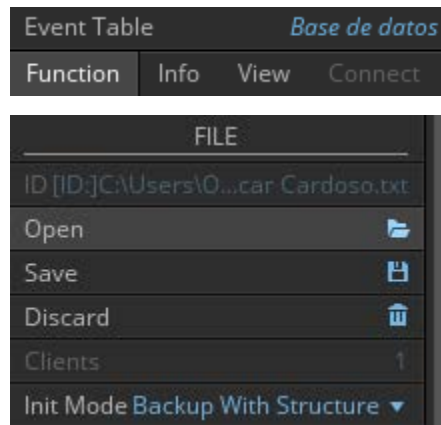 Event Table Base de datos
Function Info View Connect
FILE
ID [ID:]C:\Users\O...car Cardoso.txt
Open
Save
Discard
Clients 1
Init Mode Backup With Structure